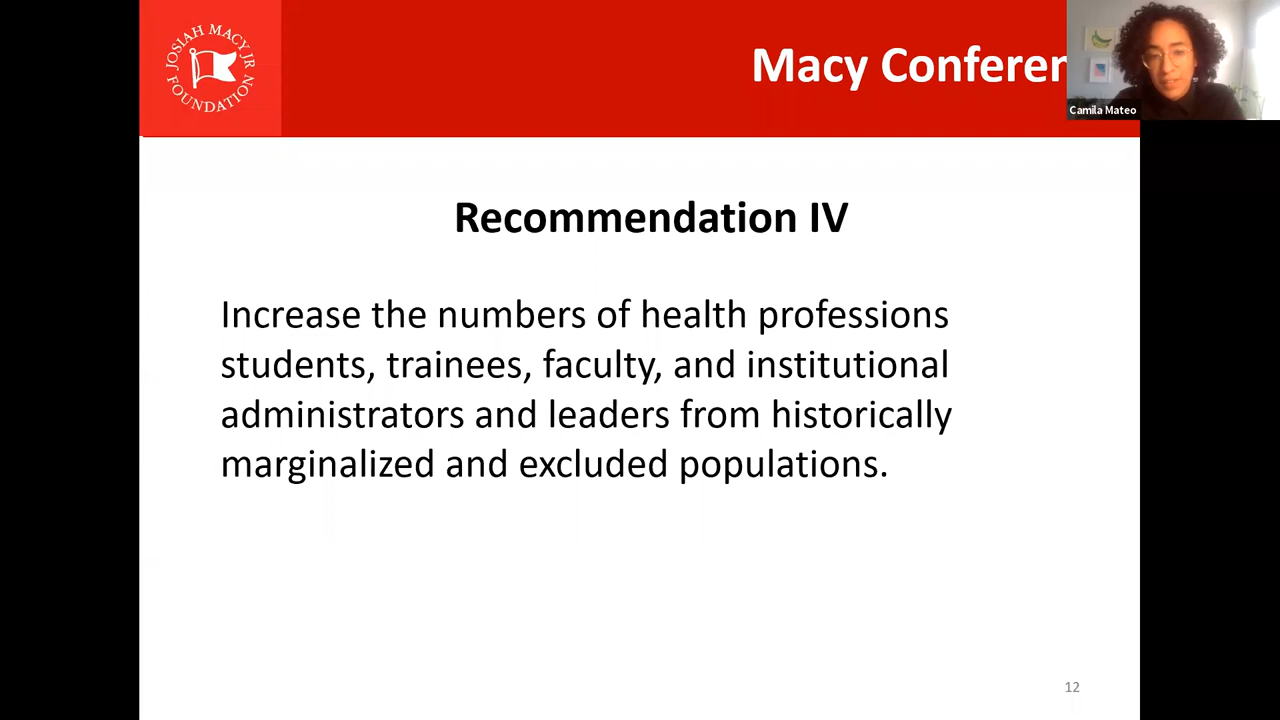 JOSIAH MACY JR
FOUNDATION
Macy Conferen
Camila Mateo
Recommendation IV
Increase the numbers of health professions
students, trainees, faculty, and institutional
administrators and leaders from historically
marginalized and excluded populations.
12